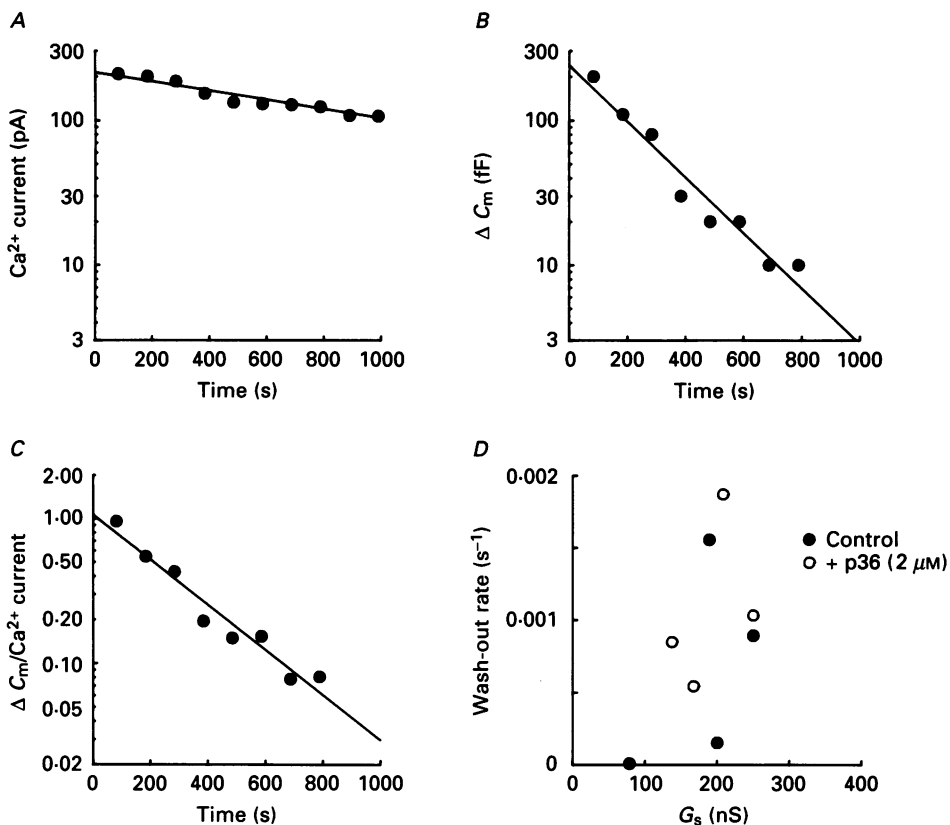 A
300
100
30
10
3
Ca²⁺ current (pA)
0 200 400 600 800 1000
Time (s)
B
300
100
30
10
3
Δ Cₘ (fF)
0 200 400 600 800 1000
Time (s)
C
2·00
1·00
0·50
0·20
0·10
0·05
0·02
Δ Cₘ/Ca²⁺ current
0 200 400 600 800 1000
Time (s)
D
0·002
0·001
0
Wash-out rate (s⁻¹)
Control
+ p36 (2 μM)
0 100 200 300 400
Gₛ (nS)